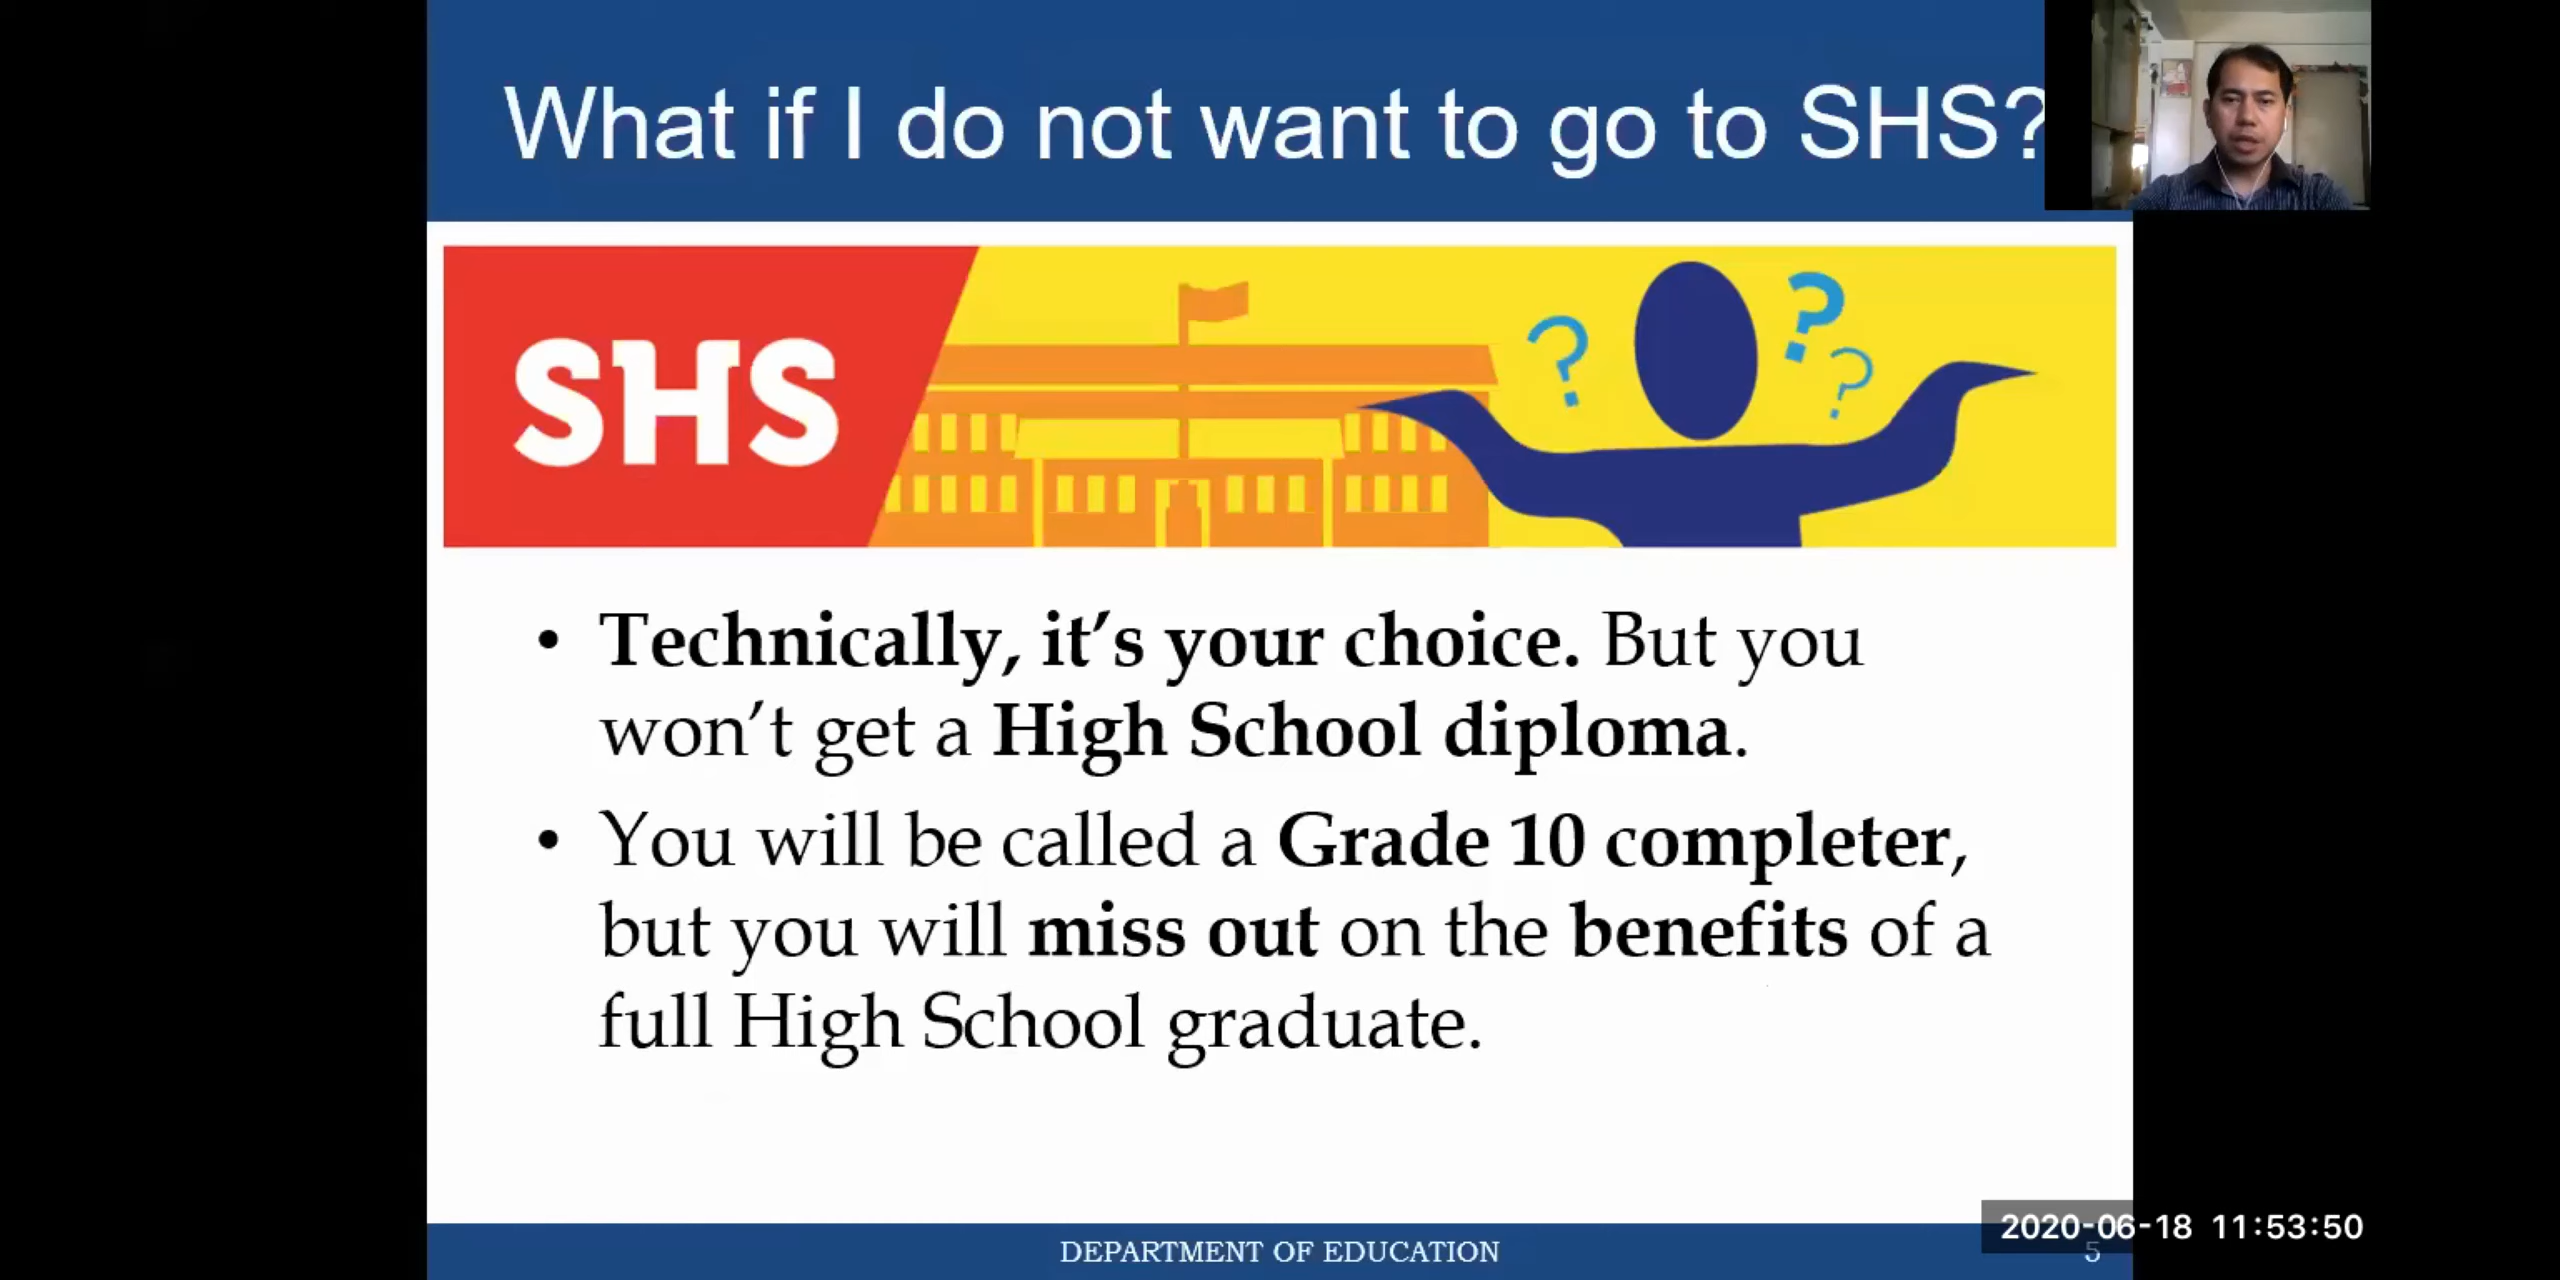 What if I do not want to go to SHS?
SHS
? ? ?
• Technically, it’s your choice. But you
won’t get a High School diploma.
• You will be called a Grade 10 completer,
but you will miss out on the benefits of a
full High School graduate.
2020-06-18 11:53:50
DEPARTMENT OF EDUCATION
5